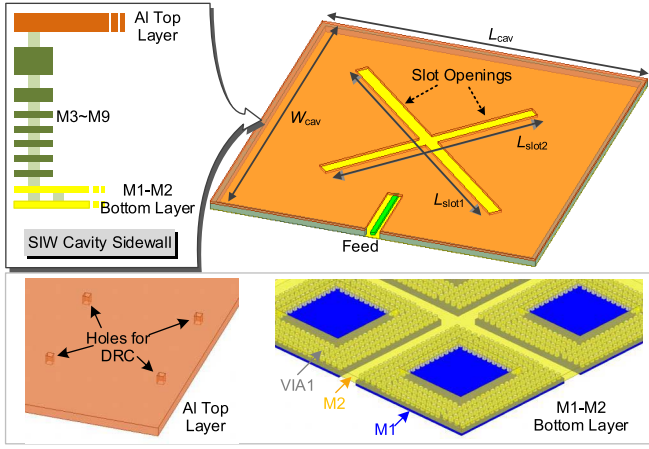 Al Top
Layer
M3~M9
M1-M2
Bottom Layer
SIW Cavity Sidewall
Lcav
Wcav
Slot Openings
Lslot2
Lslot1
Feed
Holes for
DRC
Al Top
Layer
VIA1
M2
M1
M1-M2
Bottom Layer